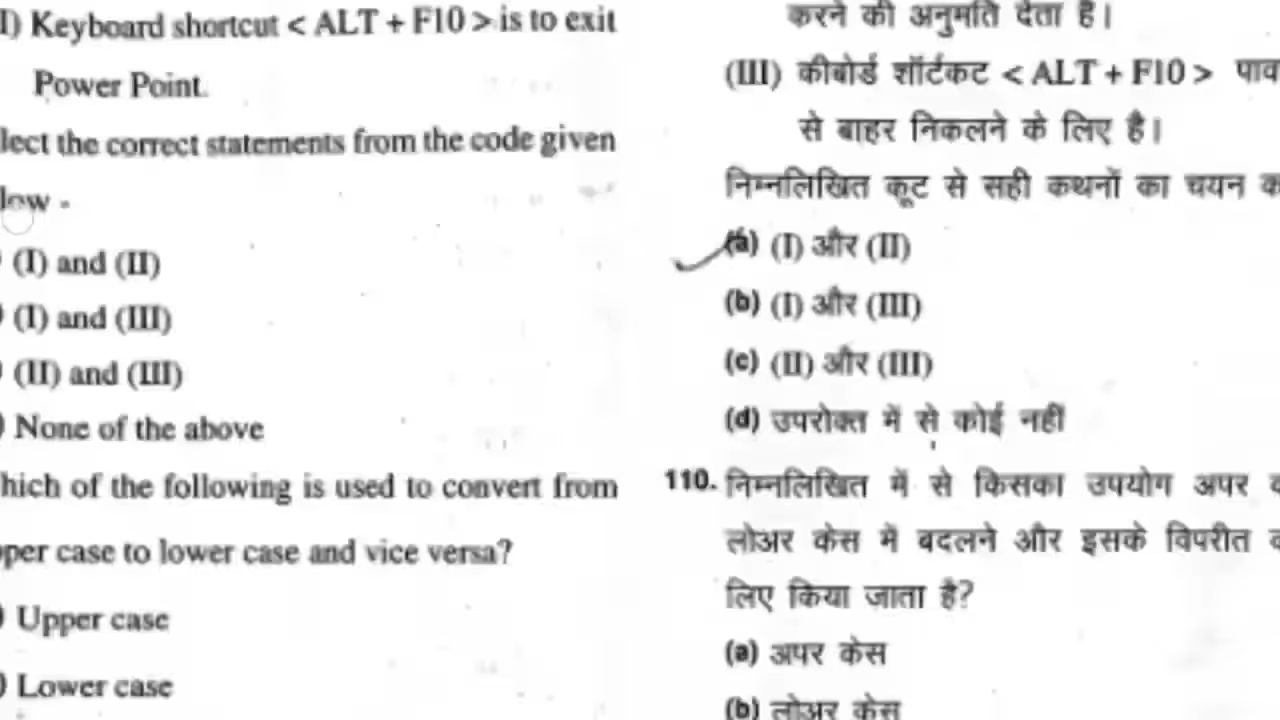 I) Keyboard shortcut < ALT + F10 > is to exit
Power Point.
lect the correct statements from the code given
low -
(I) and (II)
(I) and (III)
(II) and (III)
) None of the above
hich of the following is used to convert from
pper case to lower case and vice versa?
) Upper case
) Lower case
करने की अनुमति देता है।
(III) कीबोर्ड शॉर्टकट < ALT + F10 > पाव
से बाहर निकलने के लिए है।
निम्नलिखित कूट से सही कथनों का चयन क
(a) (I) और (II)
(b) (I) और (III)
(c) (II) और (III)
(d) उपरोक्त में से कोई नहीं
110. निम्नलिखित में से किसका उपयोग अपर क
लोअर केस में बदलने और इसके विपरीत क
लिए किया जाता है?
(a) अपर केस
(b) लोअर केस